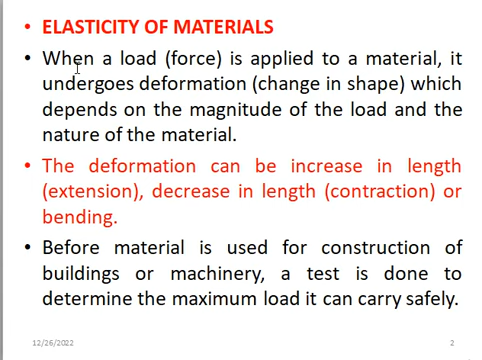 • ELASTICITY OF MATERIALS
• When a load (force) is applied to a material, it
undergoes deformation (change in shape) which
depends on the magnitude of the load and the
nature of the material.
• The deformation can be increase in length
(extension), decrease in length (contraction) or
bending.
• Before material is used for construction of
buildings or machinery, a test is done to
determine the maximum load it can carry safely.
12/26/2022 2